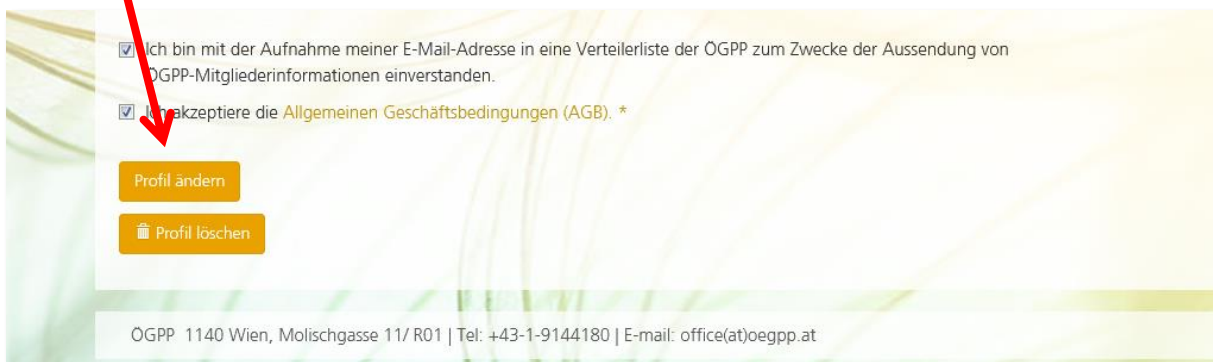 Ich bin mit der Aufnahme meiner E-Mail-Adresse in eine Verteilerliste der ÖGPP zum Zwecke der Aussendung von
ÖGPP-Mitgliederinformationen einverstanden.
Ich akzeptiere die Allgemeinen Geschäftsbedingungen (AGB). *
Profil ändern
Profil löschen
ÖGPP 1140 Wien, Molischgasse 11/ R01 | Tel: +43-1-9144180 | E-mail: office(at)oegpp.at